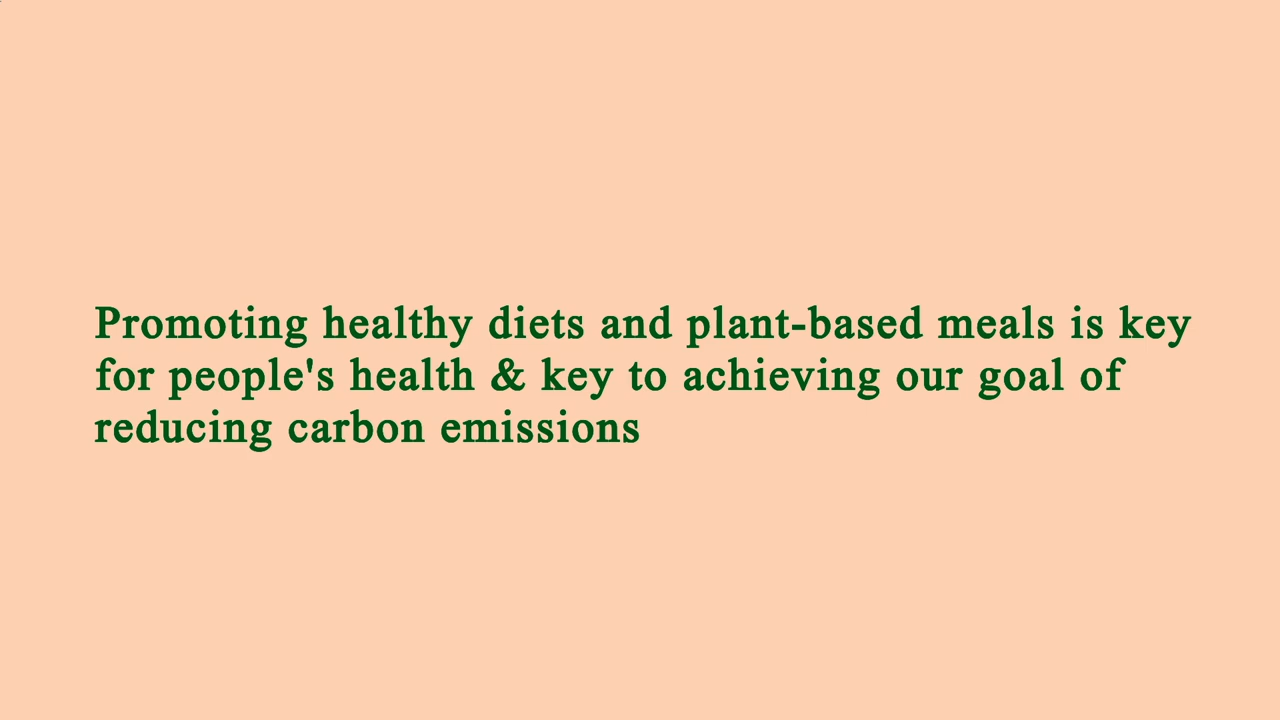 Promoting healthy diets and plant-based meals is key
for people's health & key to achieving our goal of
reducing carbon emissions